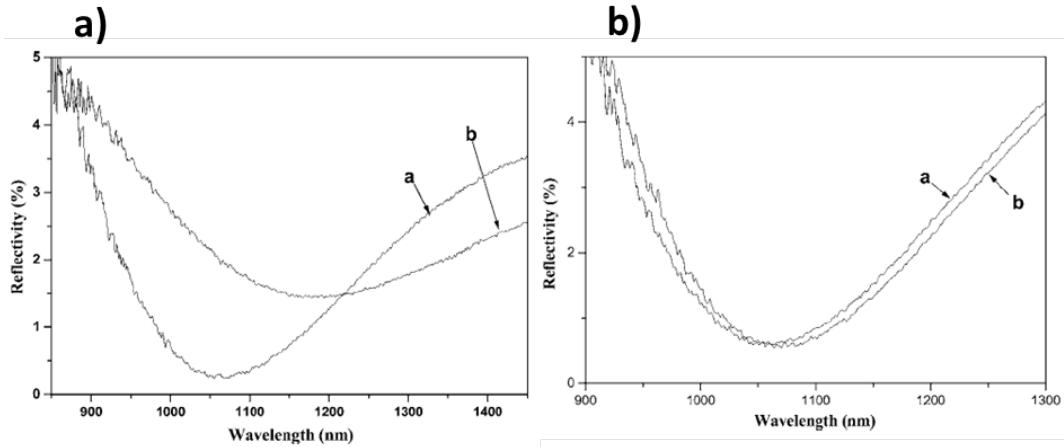 a)
5
4
3
2
1
0
Reflectivity (%)
a
b
900 1000 1100 1200 1300 1400
Wavelength (nm)
b)
4
2
0
Reflectivity (%)
a
b
900 1000 1100 1200 1300
Wavelength (nm)